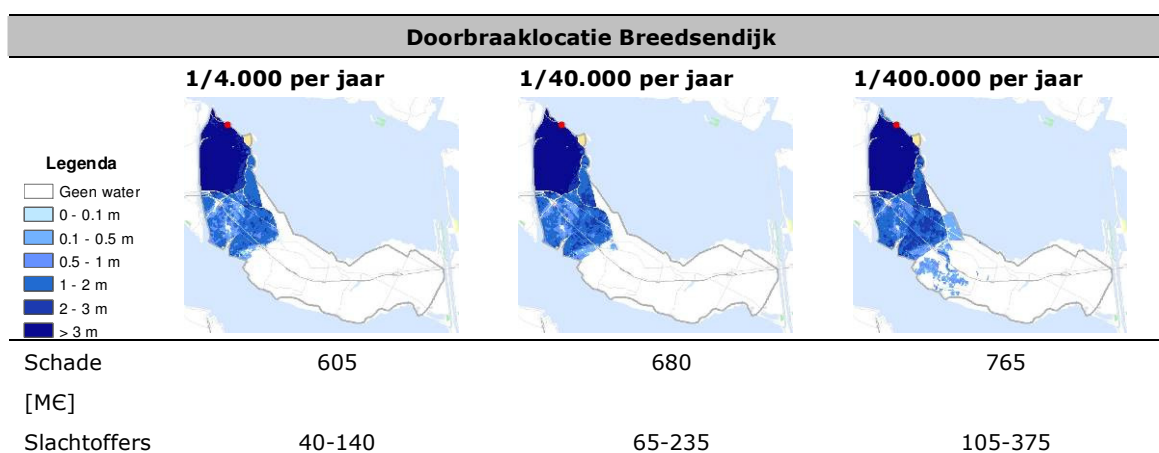 Doorbraaklocatie Breedsendijk
1/4.000 per jaar 1/40.000 per jaar 1/400.000 per jaar
Legenda
Geen water
0 - 0.1 m
0.1 - 0.5 m
0.5 - 1 m
1 - 2 m
2 - 3 m
> 3 m
Schade 605 680 765
[M€]
Slachtoffers 40-140 65-235 105-375